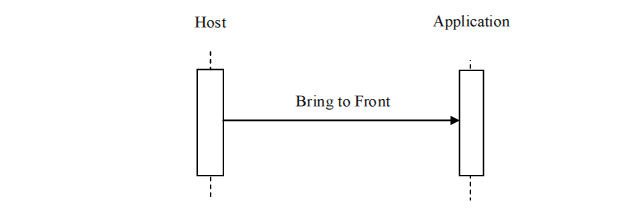 Host
Application
Bring to Front